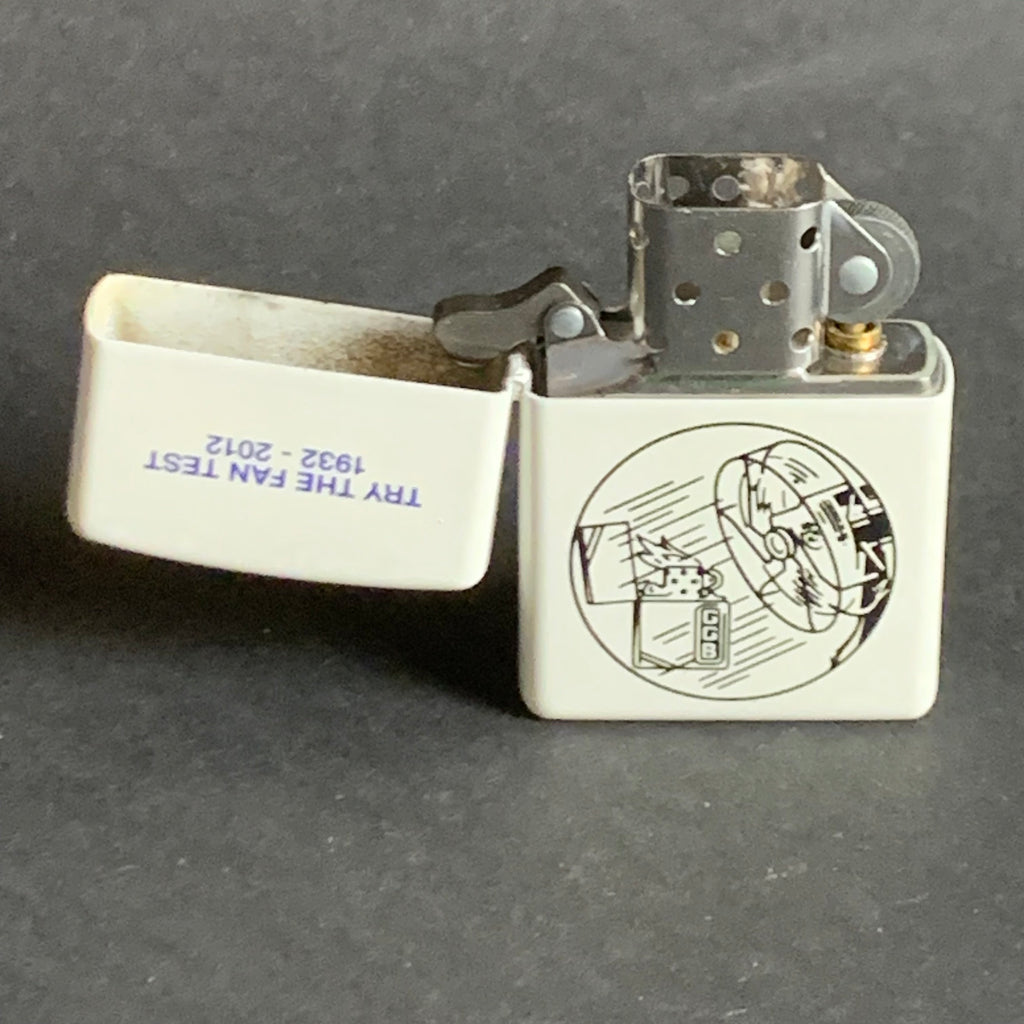 TRY THE FAN TEST
1932 - 2012
GGB